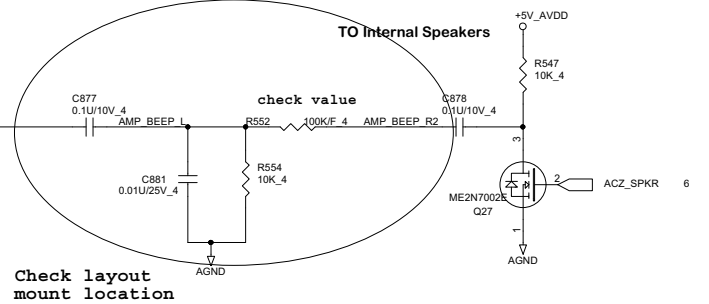 +5V_AVDD
TO Internal Speakers
R547
10K_4
C877
0.1U/10V_4
check value
C878
0.1U/10V_4
AMP_BEEP_L
R552
100K/F_4
AMP_BEEP_R2
3
R554
10K_4
C881
0.01U/25V_4
2
ACZ_SPKR
6
ME2N7002E
Q27
1
AGND
AGND
Check layout
mount location